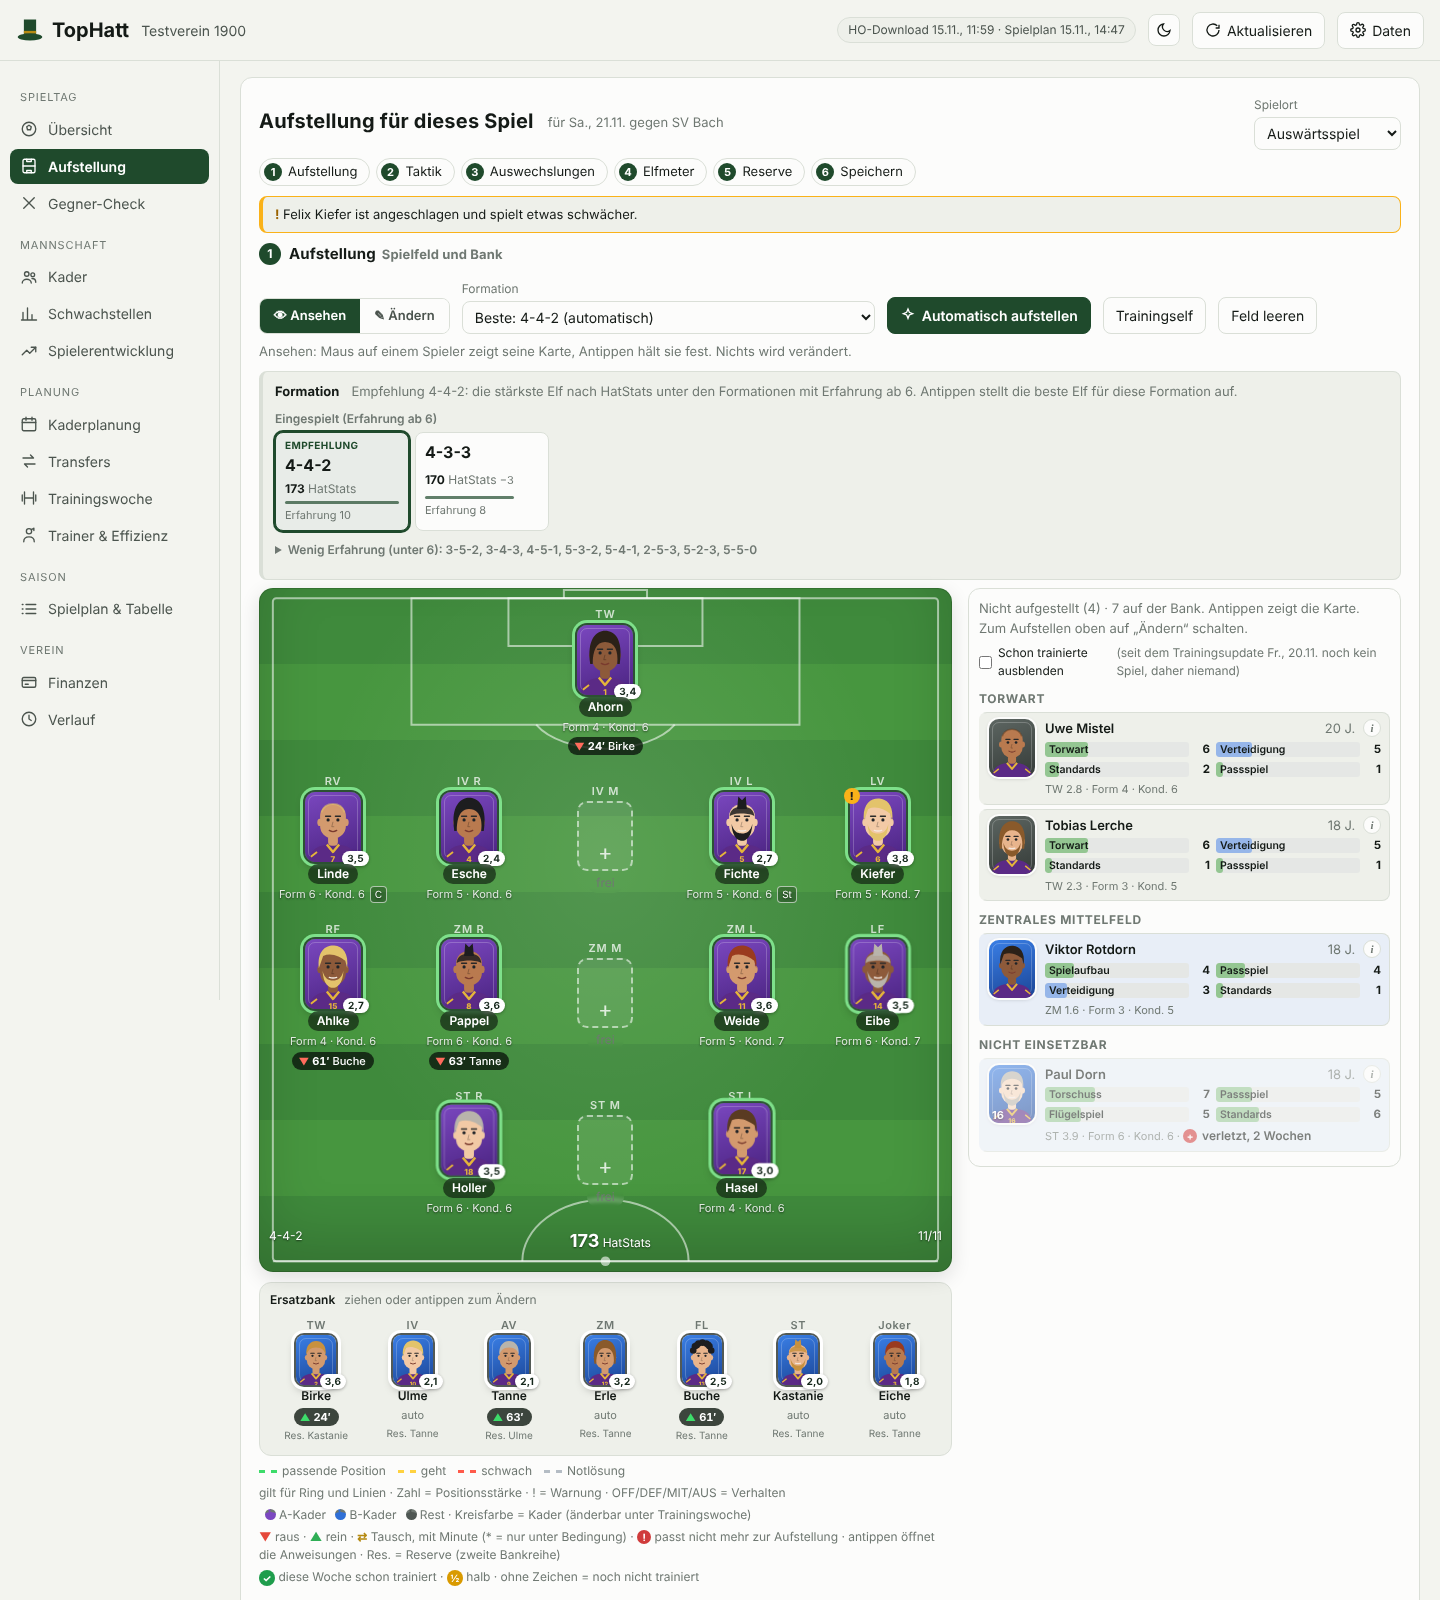 TopHatt Testverein 1900
HO-Download 15.11., 11:59 · Spielplan 15.11., 14:47
Aktualisieren
Daten
SPIELTAG
Übersicht
Aufstellung
Gegner-Check
MANNSCHAFT
Kader
Schwachstellen
Spielerentwicklung
PLANUNG
Kaderplanung
Transfers
Trainingswoche
Trainer & Effizienz
SAISON
Spielplan & Tabelle
VEREIN
Finanzen
Verlauf
Aufstellung für dieses Spiel für Sa., 21.11. gegen SV Bach
Spielort
Auswärtsspiel
1 Aufstellung
2 Taktik
3 Auswechslungen
4 Elfmeter
5 Reserve
6 Speichern
! Felix Kiefer ist angeschlagen und spielt etwas schwächer.
1 Aufstellung Spielfeld und Bank
Ansehen
✎ Ändern
Formation
Beste: 4-4-2 (automatisch)
Automatisch aufstellen
Trainingself
Feld leeren
Ansehen: Maus auf einem Spieler zeigt seine Karte, Antippen hält sie fest. Nichts wird verändert.
Formation Empfehlung 4-4-2: die stärkste Elf nach HatStats unter den Formationen mit Erfahrung ab 6. Antippen stellt die beste Elf für diese Formation auf.
Eingespielt (Erfahrung ab 6)
EMPFEHLUNG
4-4-2
173 HatStats
Erfahrung 10
4-3-3
170 HatStats −3
Erfahrung 8
▶ Wenig Erfahrung (unter 6): 3-5-2, 3-4-3, 4-5-1, 5-3-2, 5-4-1, 2-5-3, 5-2-3, 5-5-0
TW
1 3,4
Ahorn
Form 4 · Kond. 6
▼ 24′ Birke
RV
7 3,5
Linde
Form 6 · Kond. 6 C
IV R
4 2,4
Esche
Form 5 · Kond. 6
IV M
+
frei
IV L
5 2,7
Fichte
Form 5 · Kond. 6 St
LV
!
6 3,8
Kiefer
Form 5 · Kond. 7
RF
15 2,7
Ahlke
Form 4 · Kond. 6
▼ 61′ Buche
ZM R
8 3,6
Pappel
Form 6 · Kond. 6
▼ 63′ Tanne
ZM M
+
ZM L
11 3,6
Weide
Form 5 · Kond. 7
LF
14 3,5
Eibe
Form 6 · Kond. 7
ST R
18 3,5
Holler
Form 6 · Kond. 6
ST M
+
ST L
17 3,0
Hasel
Form 4 · Kond. 6
4-4-2
173 HatStats
11/11
Nicht aufgestellt (4) · 7 auf der Bank. Antippen zeigt die Karte.
Zum Aufstellen oben auf „Ändern“ schalten.
Schon trainierte
ausblenden
(seit dem Trainingsupdate Fr., 20.11. noch kein
Spiel, daher niemand)
TORWART
Uwe Mistel 20 J. i
Torwart 6 Verteidigung 5
Standards 2 Passspiel 1
TW 2.8 · Form 4 · Kond. 6
Tobias Lerche 18 J. i
Torwart 6 Verteidigung 5
Standards 1 Passspiel 1
TW 2.3 · Form 3 · Kond. 5
ZENTRALES MITTELFELD
Viktor Rotdorn 18 J. i
Spielaufbau 4 Passspiel 4
Verteidigung 3 Standards 1
ZM 1.6 · Form 3 · Kond. 5
NICHT EINSETZBAR
Paul Dorn 18 J. i
Torschuss 7 Passspiel 5
16 Flügelspiel 5 Standards 6
ST 3.9 · Form 6 · Kond. 6 · + verletzt, 2 Wochen
Ersatzbank ziehen oder antippen zum Ändern
TW
3,6
Birke
▲ 24′
Res. Kastanie
IV
2,1
Ulme
auto
Res. Tanne
AV
2,1
Tanne
▲ 63′
Res. Ulme
ZM
3,2
Erle
auto
Res. Tanne
FL
2,5
Buche
▲ 61′
Res. Tanne
ST
2,0
Kastanie
auto
Res. Tanne
Joker
1,8
Eiche
auto
Res. Tanne
passende Position geht schwach Notlösung
gilt für Ring und Linien · Zahl = Positionsstärke · ! = Warnung · OFF/DEF/MIT/AUS = Verhalten
A-Kader B-Kader Rest · Kreisfarbe = Kader (änderbar unter Trainingswoche)
▼ raus · ▲ rein · ⇄ Tausch, mit Minute (* = nur unter Bedingung) · ! passt nicht mehr zur Aufstellung · antippen öffnet
die Anweisungen · Res. = Reserve (zweite Bankreihe)
✓ diese Woche schon trainiert · ½ halb · ohne Zeichen = noch nicht trainiert